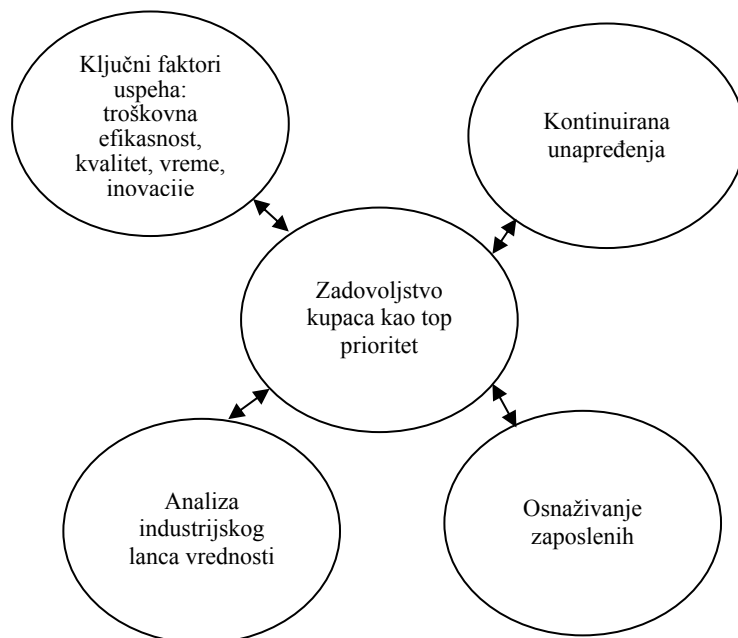 Ključni faktori
uspeha:
troškovna
efikasnost,
kvalitet, vreme,
inovacije
Kontinuirana
unapređenja
Zadovoljstvo
kupaca kao top
prioritet
Analiza
industrijskog
lanca vrednosti
Osnaživanje
zaposlenih